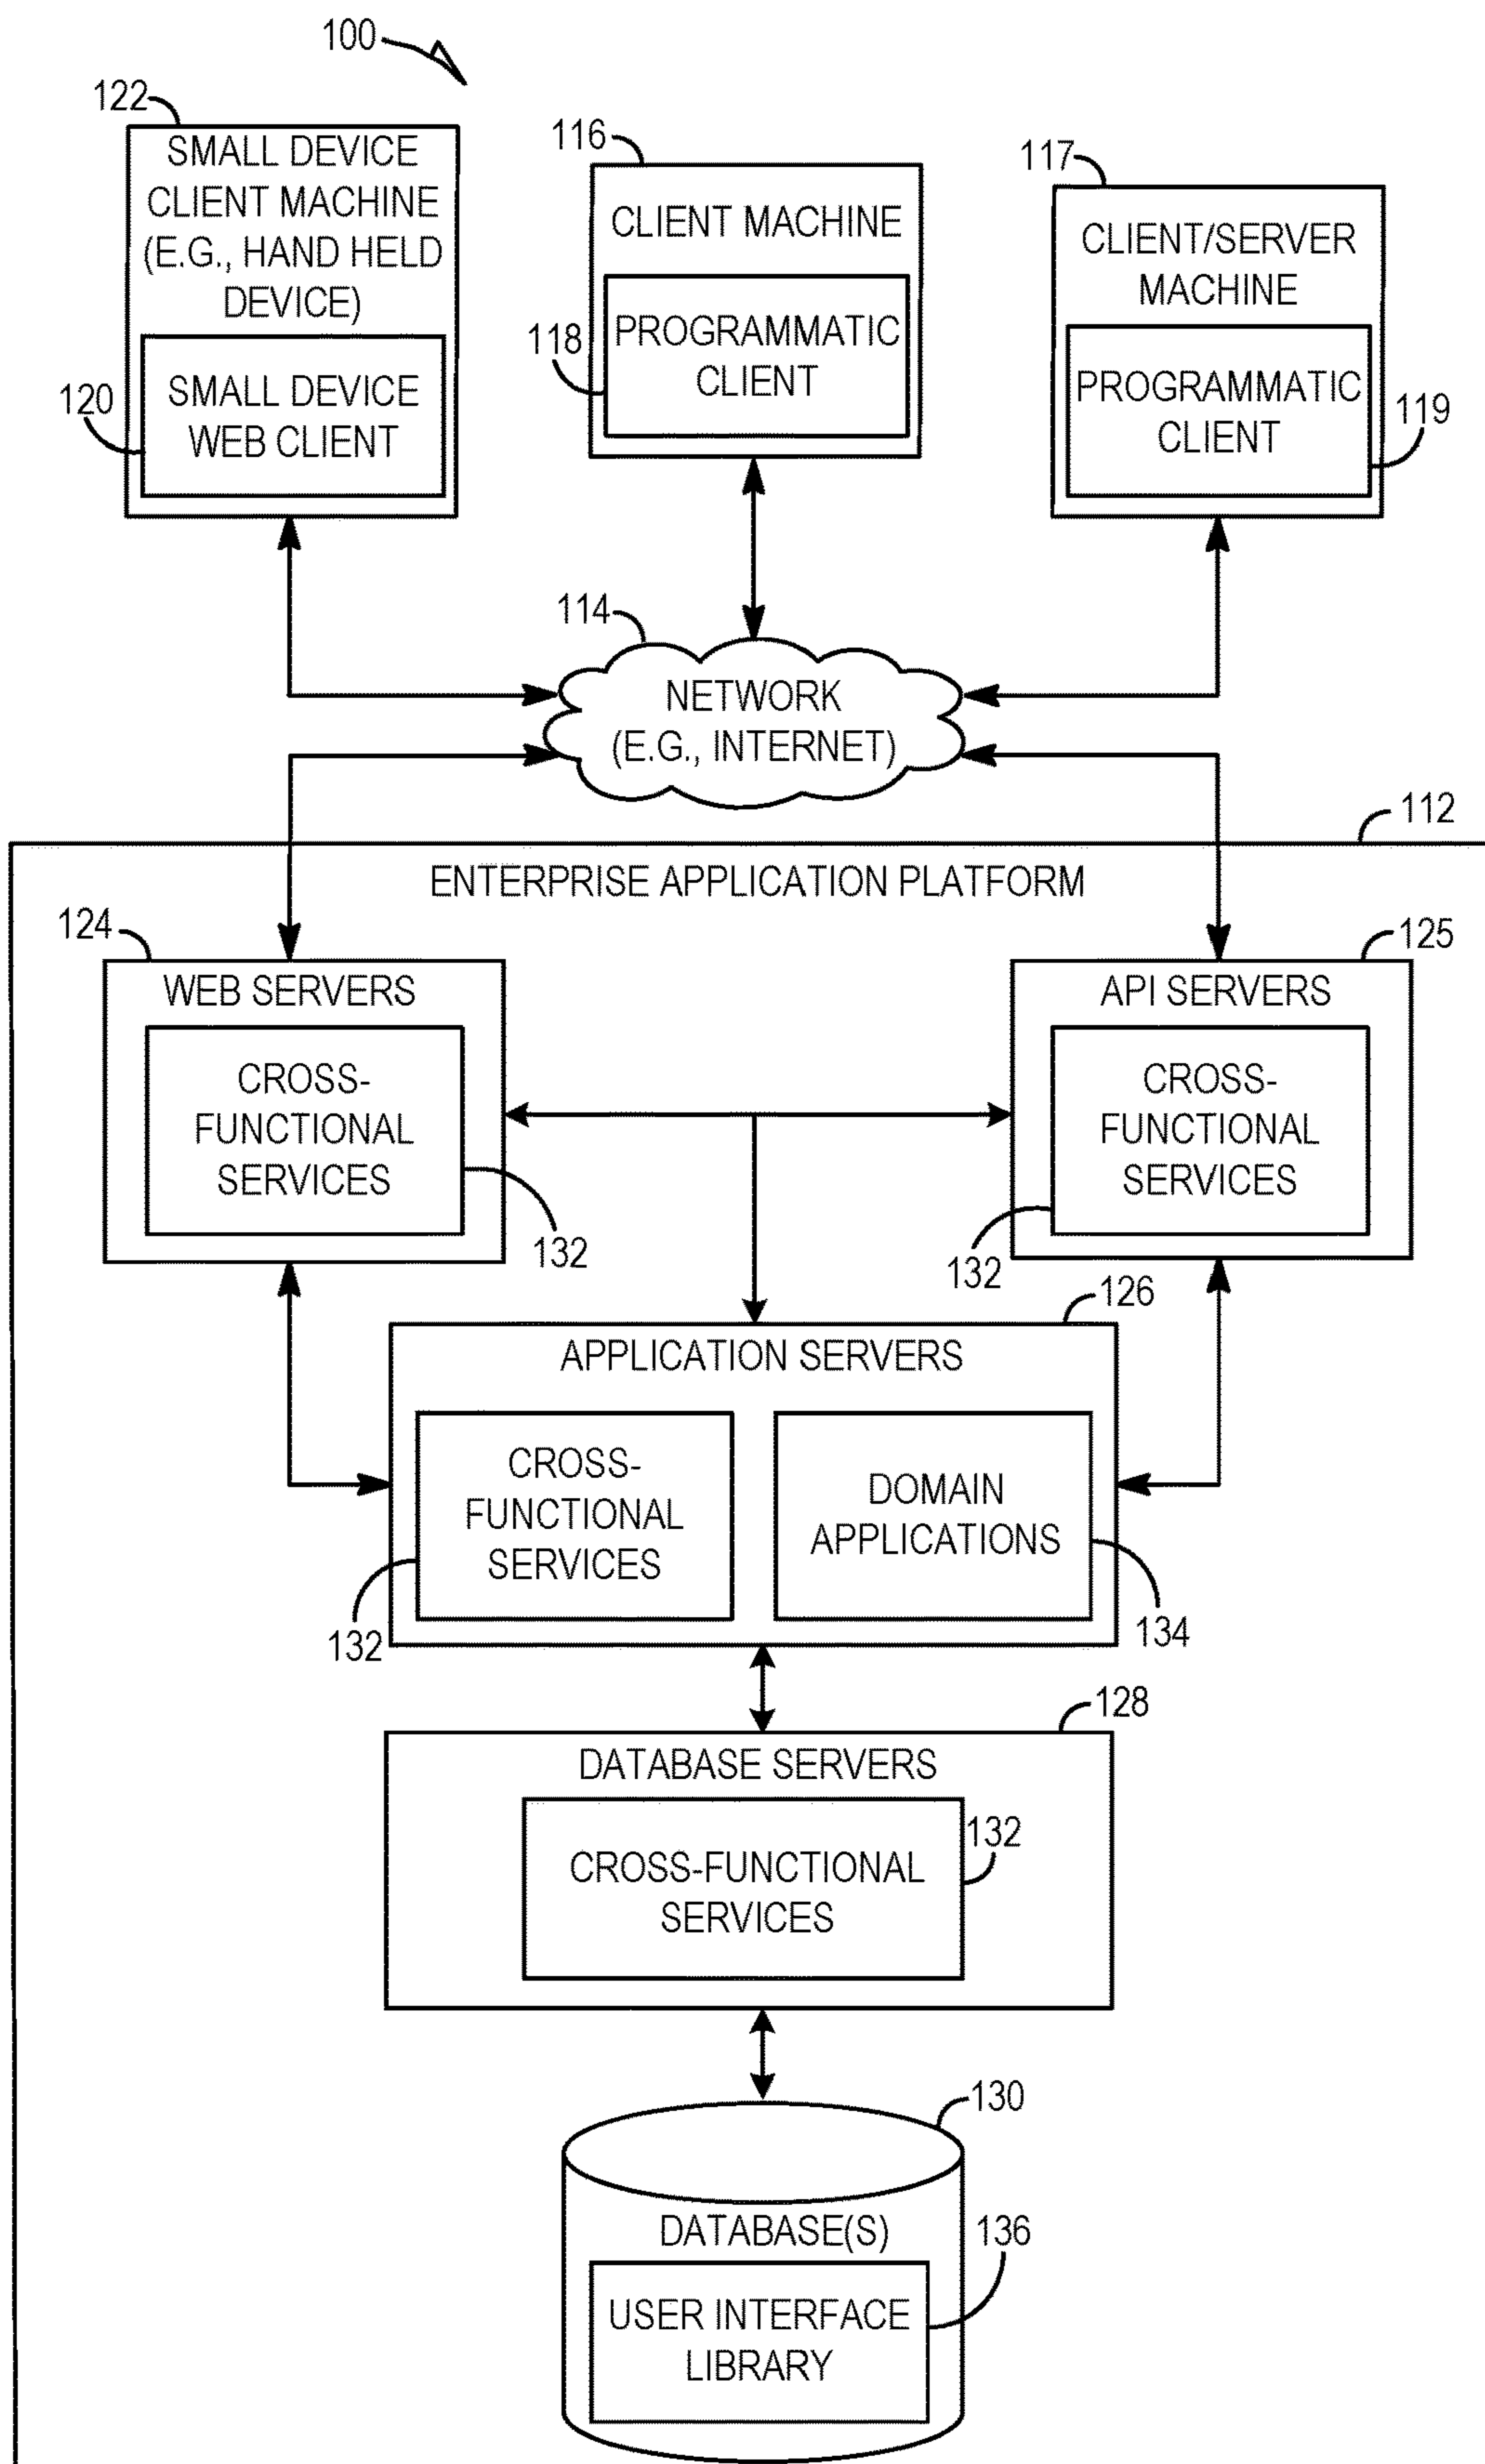 100
122
SMALL DEVICE
CLIENT MACHINE
(E.G., HAND HELD
DEVICE)
120
SMALL DEVICE
WEB CLIENT
116
CLIENT MACHINE
118
PROGRAMMATIC
CLIENT
117
CLIENT/SERVER
MACHINE
PROGRAMMATIC
CLIENT
119
114
NETWORK
(E.G., INTERNET)
112
ENTERPRISE APPLICATION PLATFORM
124
WEB SERVERS
CROSS-
FUNCTIONAL
SERVICES
132
125
API SERVERS
CROSS-
FUNCTIONAL
SERVICES
132
126
APPLICATION SERVERS
CROSS-
FUNCTIONAL
SERVICES
132
DOMAIN
APPLICATIONS
134
128
DATABASE SERVERS
132
CROSS-FUNCTIONAL
SERVICES
130
DATABASE(S)
136
USER INTERFACE
LIBRARY